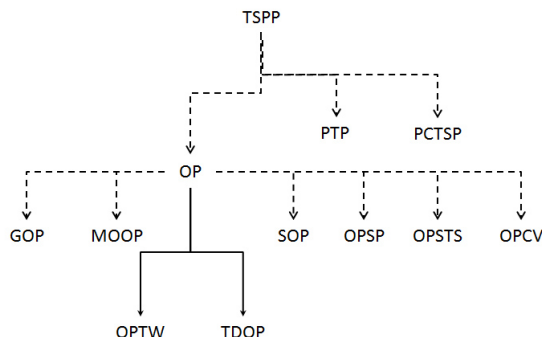 TSPP
PTP PCTSP
OP
GOP MOOP SOP OPSP OPSTS OPCV
OPTW TDOP